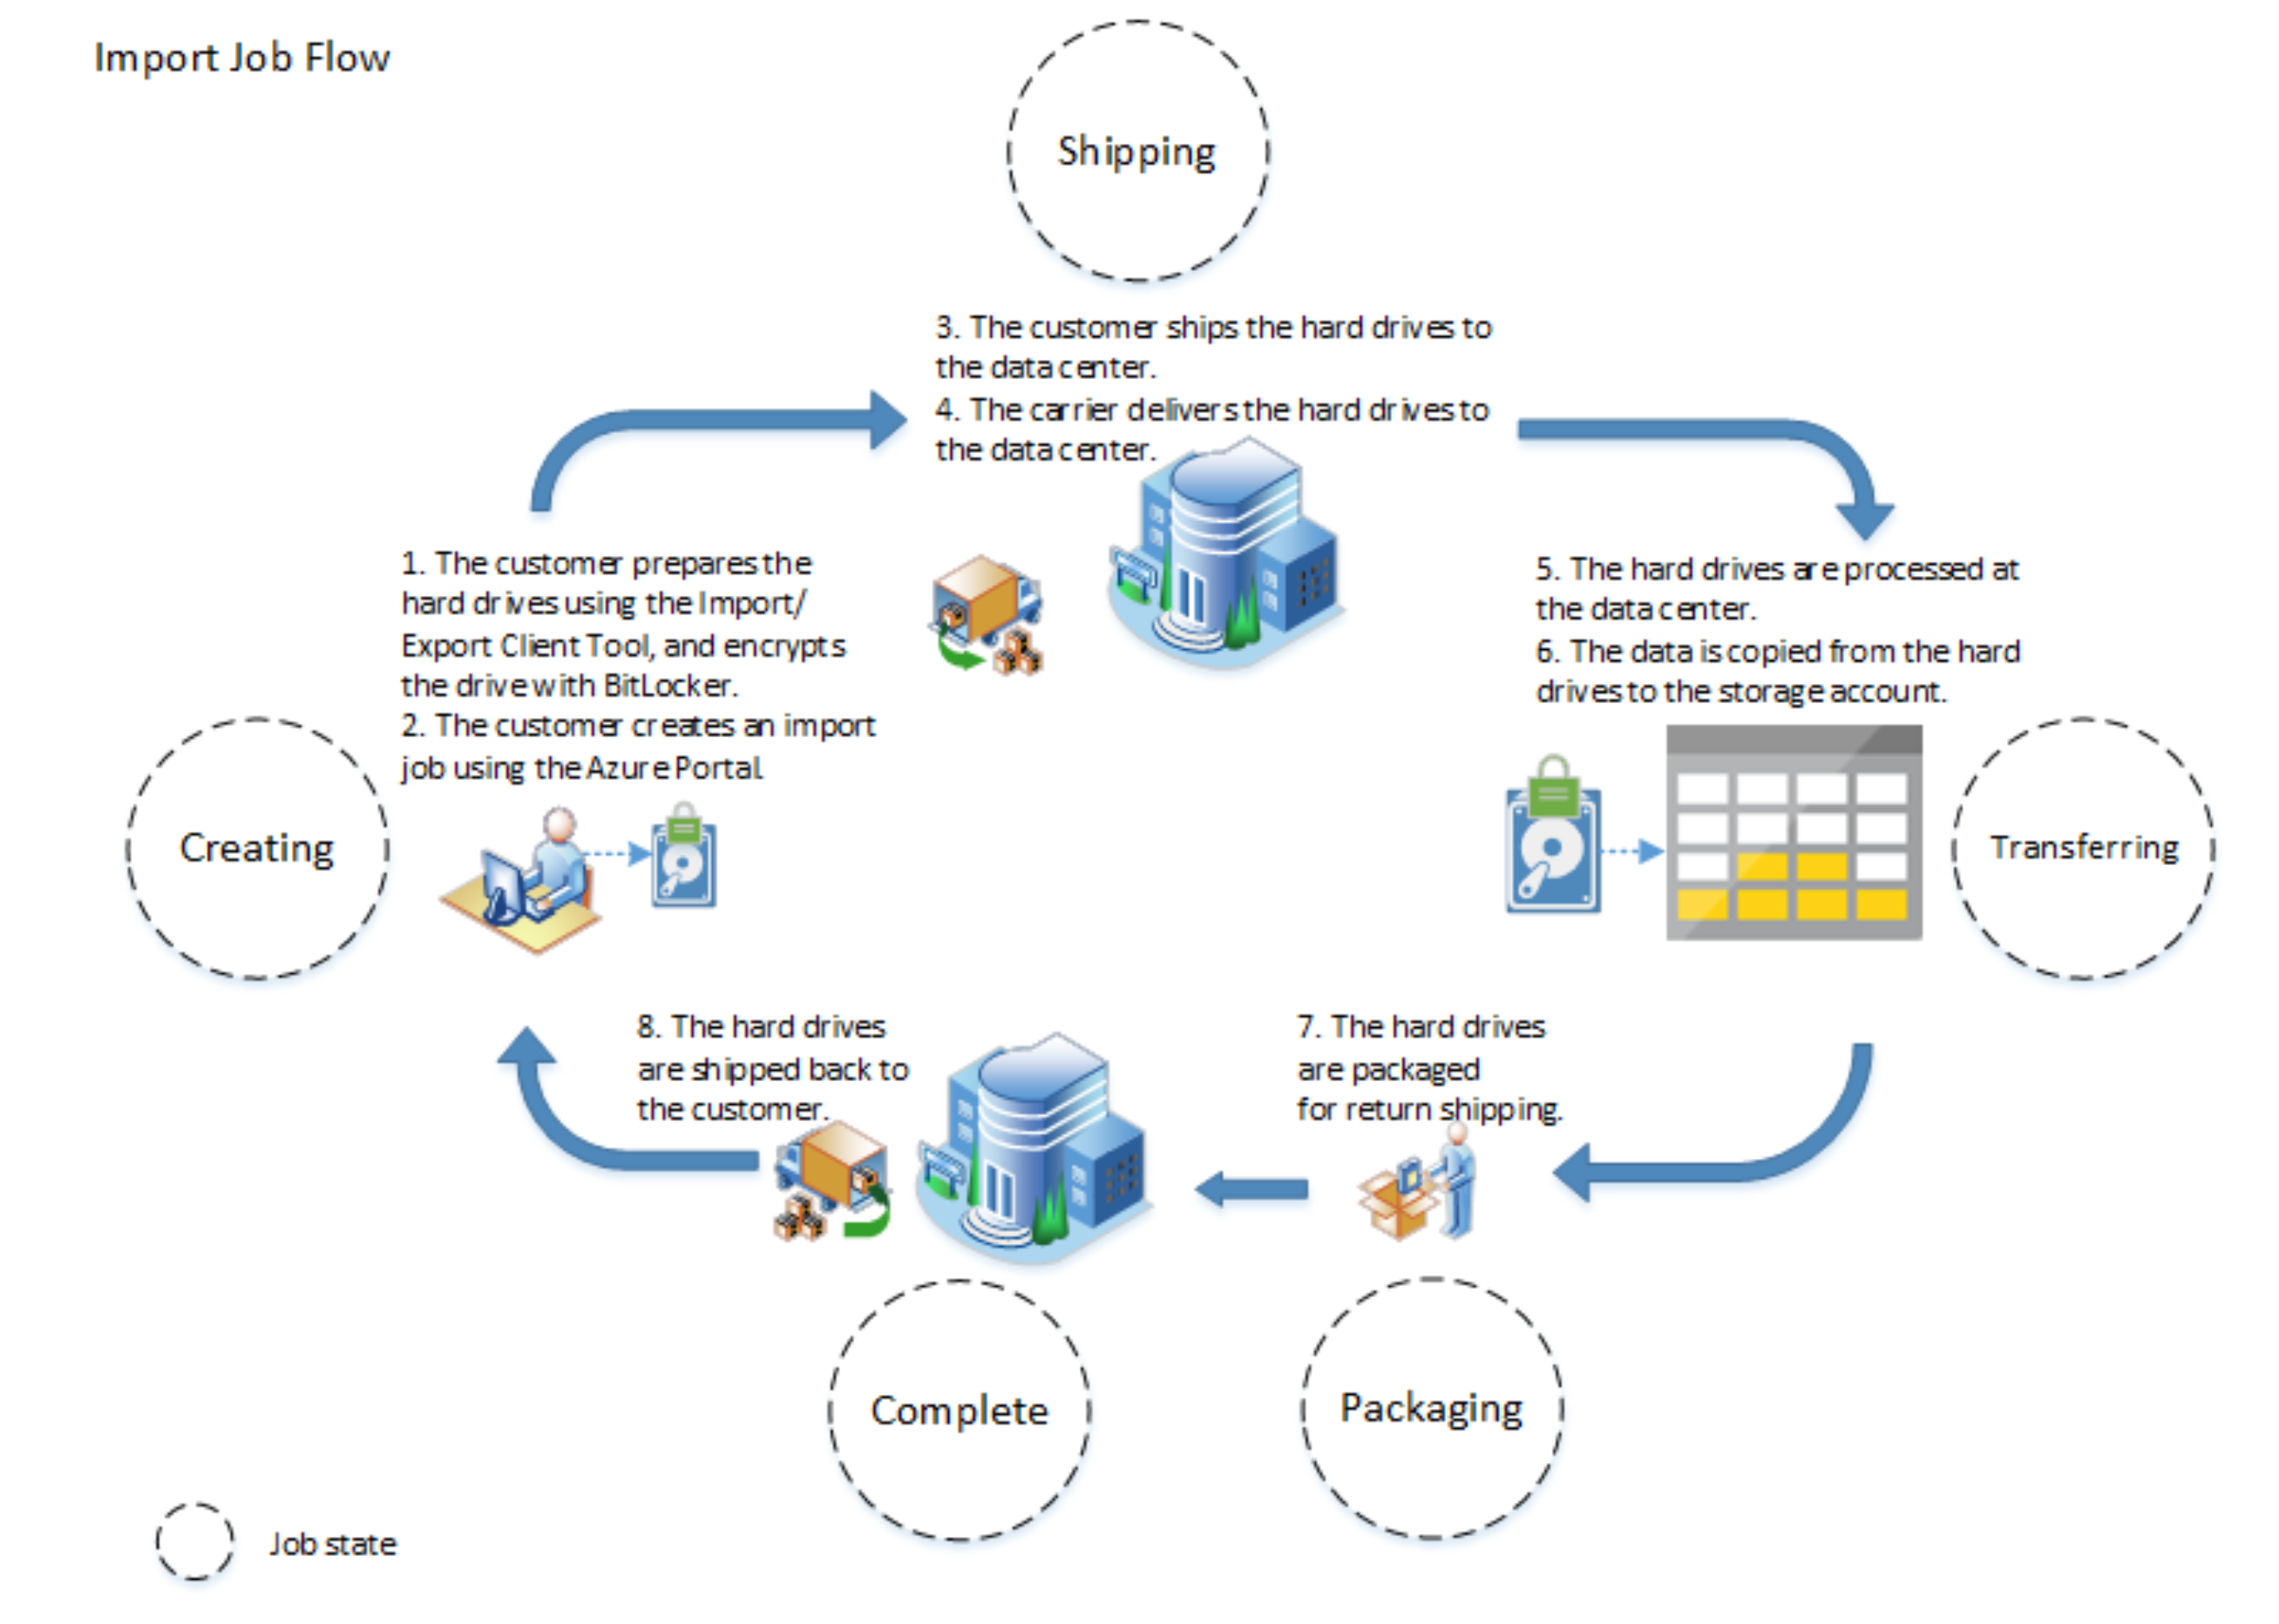 Import Job Flow
Shipping
3. The customer ships the hard drives to
the data center.
4. The carrier delivers the hard drives to
the data center.
1. The customer prepares the
hard drives using the Import/
Export Client Tool, and encrypts
the drive with BitLocker.
2. The customer creates an import
job using the Azure Portal.
Creating
5. The hard drives are processed at
the data center.
6. The data is copied from the hard
drives to the storage account.
Transferring
8. The hard drives
are shipped back to
the customer.
7. The hard drives
are packaged
for return shipping.
Complete
Packaging
Job state